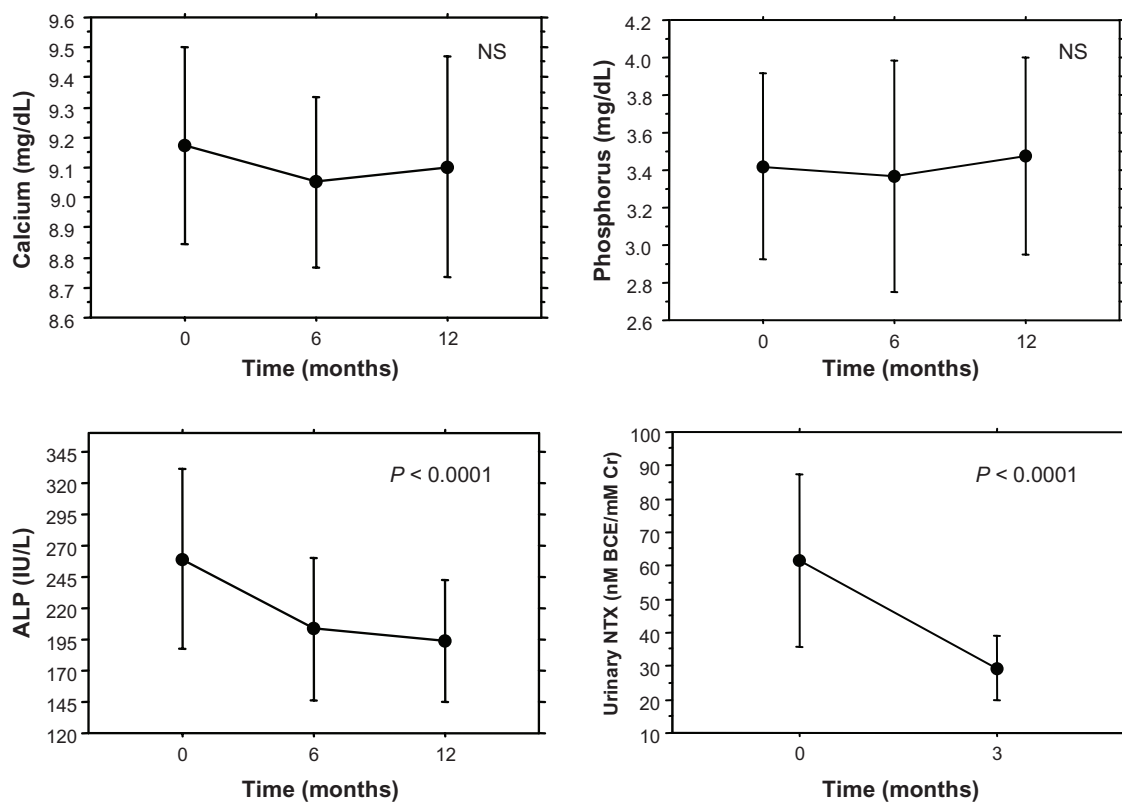 Calcium (mg/dL)
9.6
9.5
9.4
9.3
9.2
9.1
9.0
8.9
8.8
8.7
8.6
NS
0 6 12
Time (months)
Phosphorus (mg/dL)
4.2
4.0
3.8
3.6
3.4
3.2
3.0
2.8
2.6
NS
0 6 12
Time (months)
ALP (IU/L)
345
320
295
270
245
220
195
170
145
120
P < 0.0001
0 6 12
Time (months)
Urinary NTX (nM BCE/mM Cr)
100
90
80
70
60
50
40
30
20
10
P < 0.0001
0 3
Time (months)